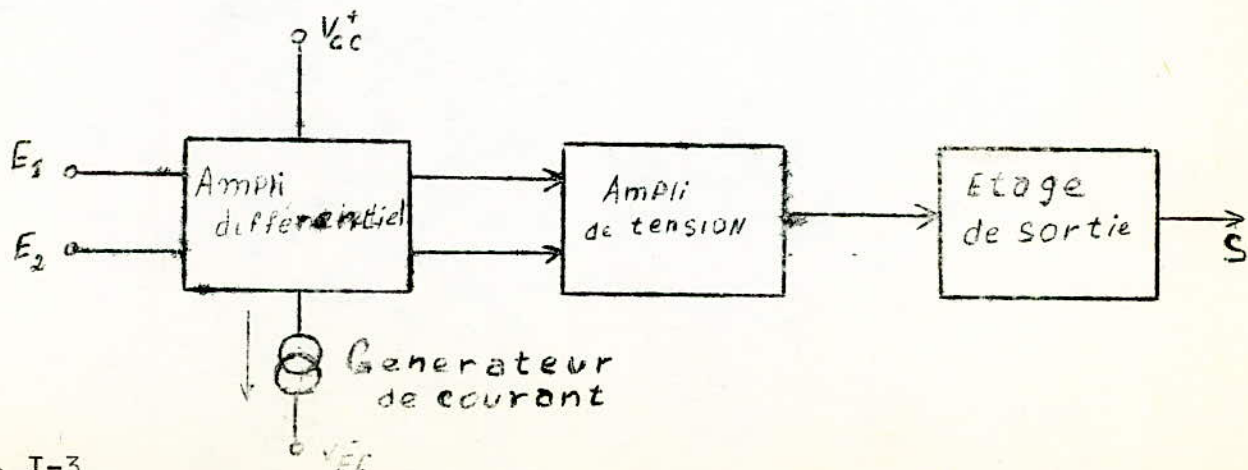 V⁺cc
E1
E2
Ampli
différentiel
Ampli
de tension
Etage
de sortie
S
Generateur
de courant
I-3